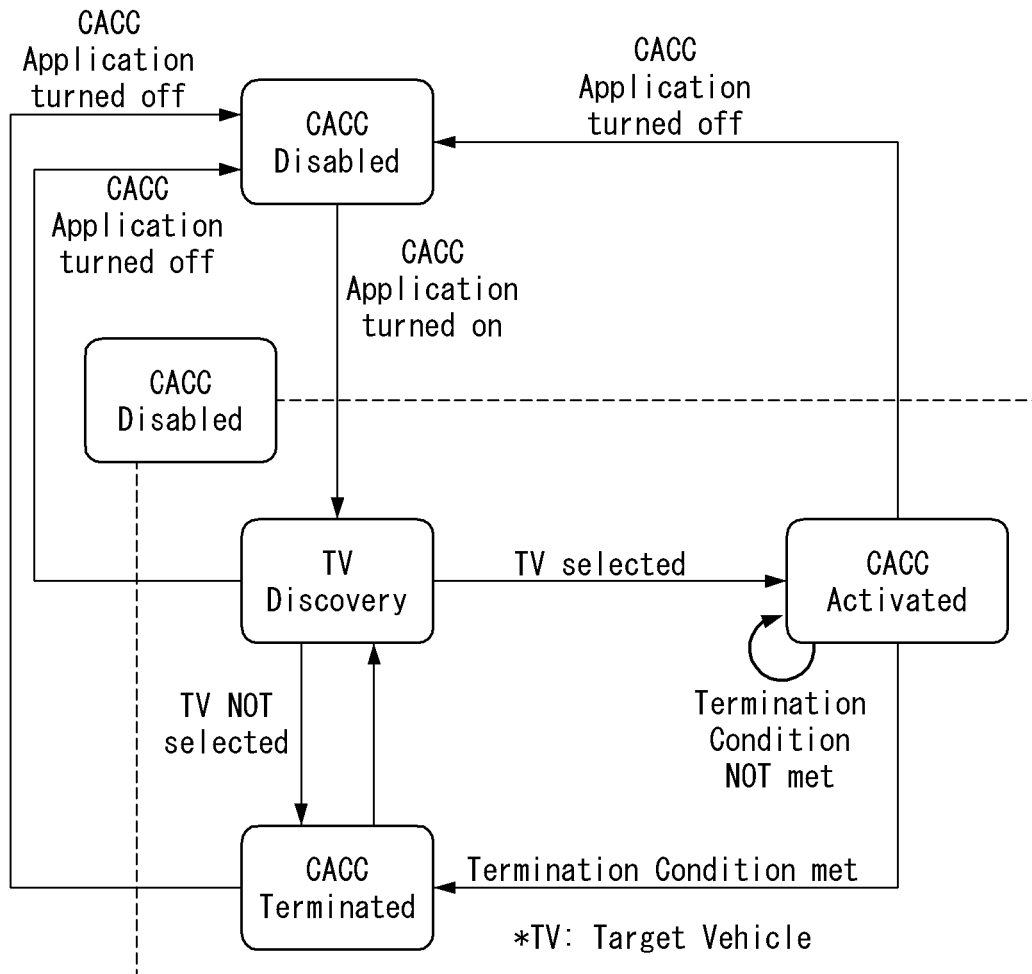 CACC
Application
turned off
CACC
Application
turned off
CACC
Disabled
CACC
Application
turned off
CACC
Application
turned on
CACC
Disabled
TV
Discovery
TV selected
CACC
Activated
TV NOT
selected
Termination
Condition
NOT met
CACC
Terminated
Termination Condition met
*TV: Target Vehicle